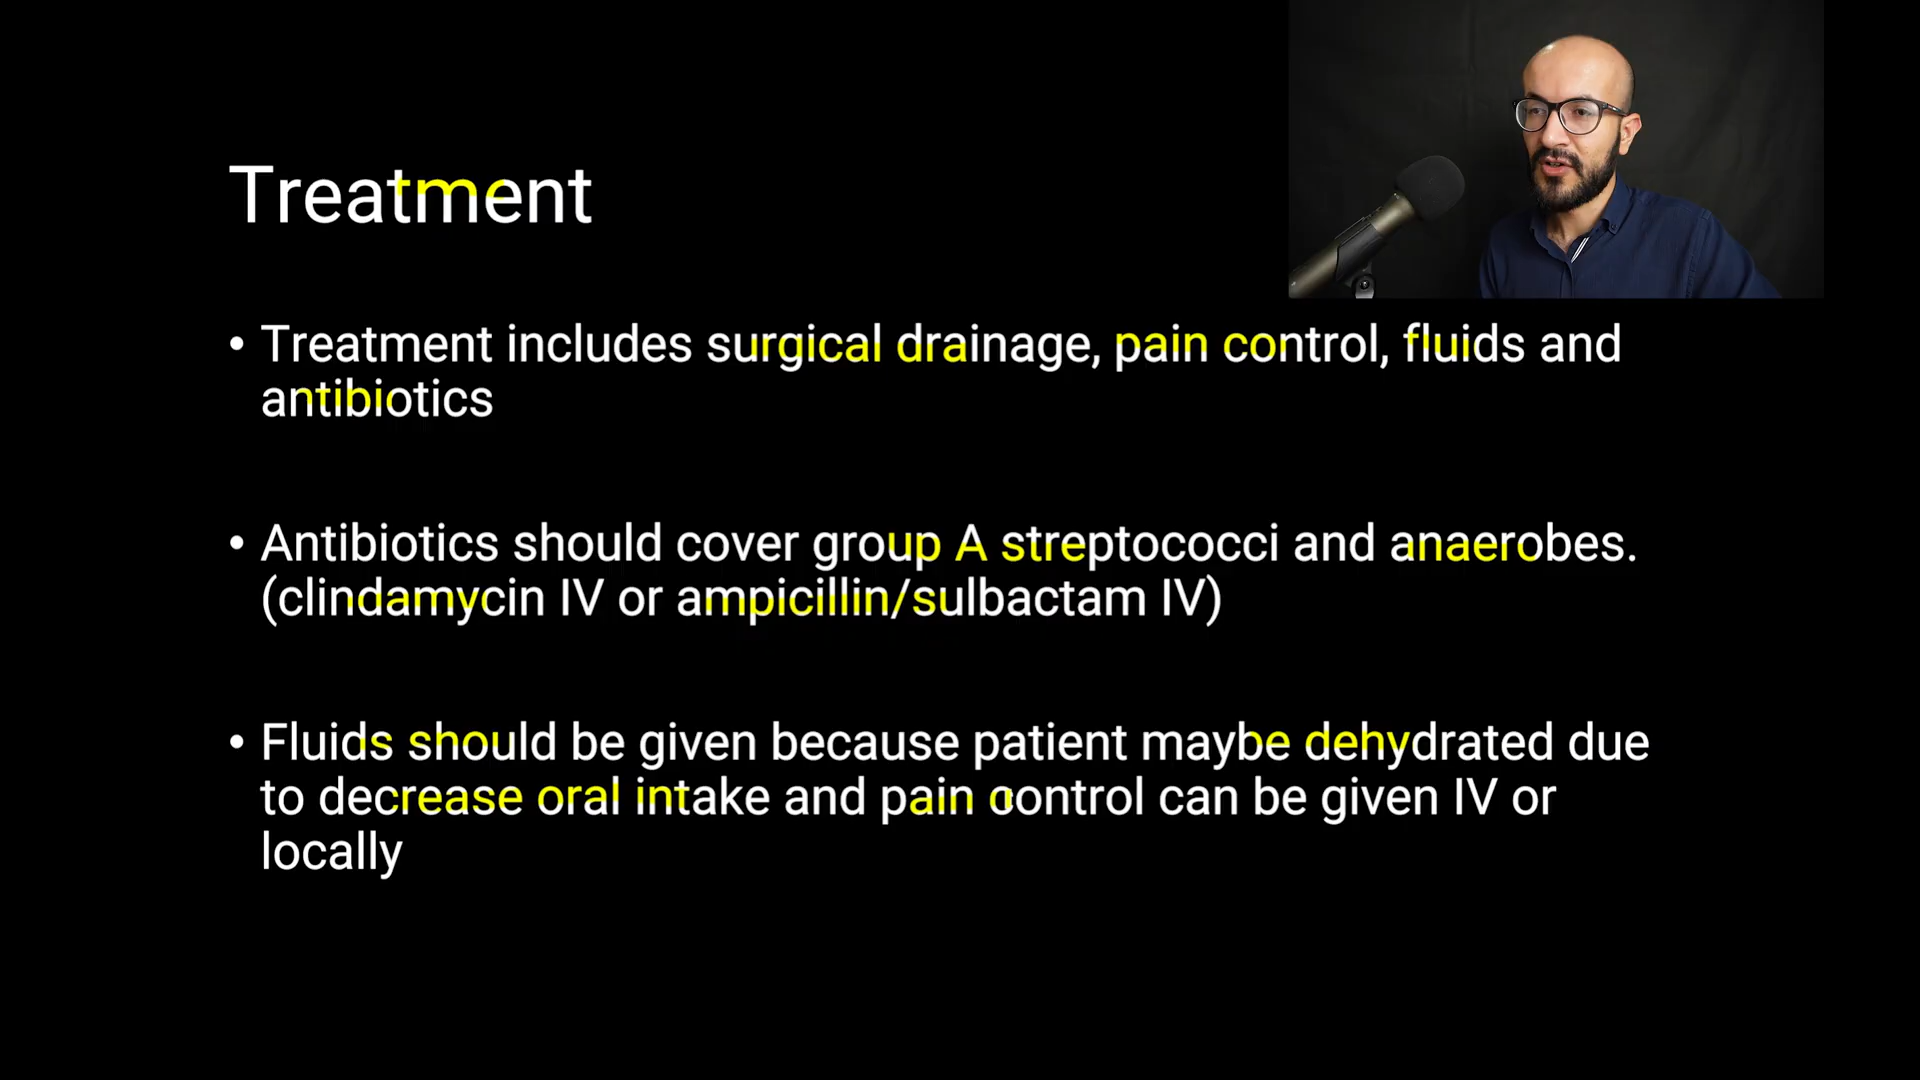 Treatment
• Treatment includes surgical drainage, pain control, fluids and
antibiotics
• Antibiotics should cover group A streptococci and anaerobes.
(clindamycin IV or ampicillin/sulbactam IV)
• Fluids should be given because patient maybe dehydrated due
to decrease oral intake and pain control can be given IV or
locally